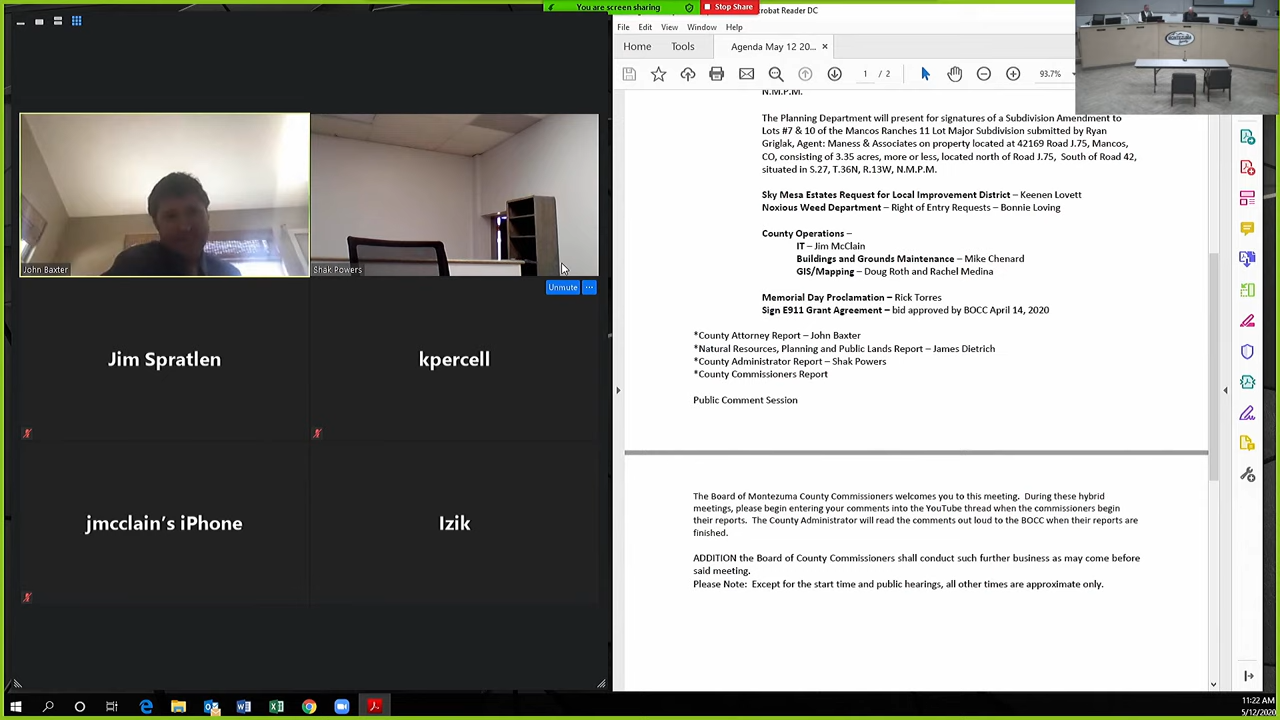 You are screen sharing
Stop Share
crobat Reader DC
File Edit View Window Help
Home Tools Agenda May 12 20... ×
1 / 2
93.7%
MONTEZUMA
N.M.P.M.
The Planning Department will present for signatures of a Subdivision Amendment to
Lots #7 & 10 of the Mancos Ranches 11 Lot Major Subdivision submitted by Ryan
Griglak, Agent: Maness & Associates on property located at 42169 Road J.75, Mancos,
CO, consisting of 3.35 acres, more or less, located north of Road J.75, South of Road 42,
situated in S.27, T.36N, R.13W, N.M.P.M.
Sky Mesa Estates Request for Local Improvement District – Keenen Lovett
Noxious Weed Department – Right of Entry Requests – Bonnie Loving
County Operations –
IT – Jim McClain
Buildings and Grounds Maintenance – Mike Chenard
GIS/Mapping – Doug Roth and Rachel Medina
Memorial Day Proclamation – Rick Torres
Sign E911 Grant Agreement – bid approved by BOCC April 14, 2020
*County Attorney Report – John Baxter
*Natural Resources, Planning and Public Lands Report – James Dietrich
*County Administrator Report – Shak Powers
*County Commissioners Report
Public Comment Session
The Board of Montezuma County Commissioners welcomes you to this meeting. During these hybrid
meetings, please begin entering your comments into the YouTube thread when the commissioners begin
their reports. The County Administrator will read the comments out loud to the BOCC when their reports are
finished.
ADDITION the Board of County Commissioners shall conduct such further business as may come before
said meeting.
Please Note: Except for the start time and public hearings, all other times are approximate only.
John Baxter
Shak Powers
Unmute ...
Jim Spratlen
kpercell
jmcclain's iPhone
Izik
11:22 AM
5/12/2020